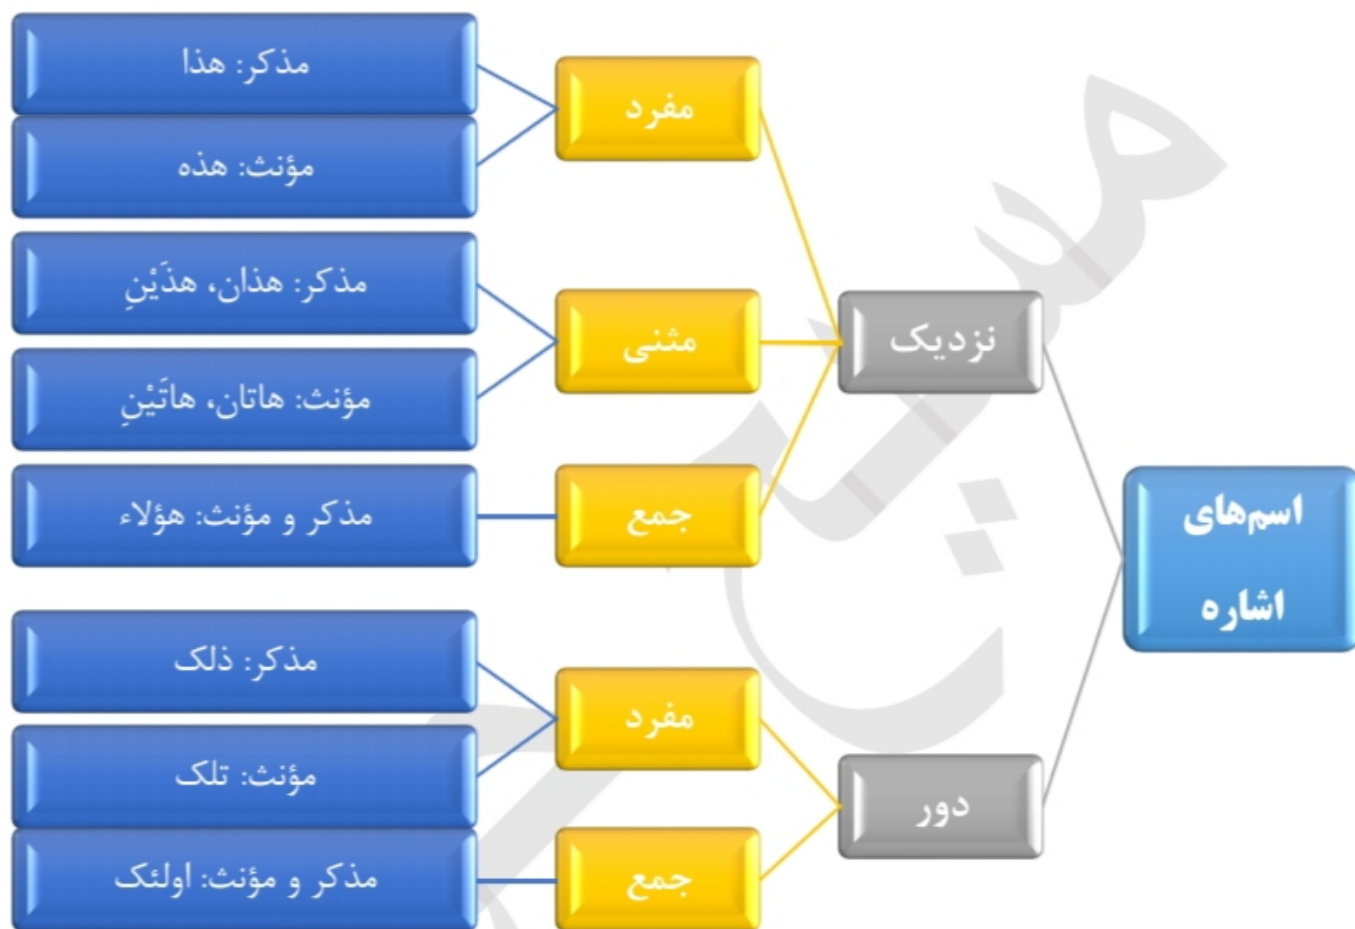 اسم‌های
اشاره
نزدیک
مفرد
مذکر: هذا
مؤنث: هذه
مثنی
مذکر: هذان، هذَیْنِ
مؤنث: هاتان، هاتَیْنِ
جمع
مذکر و مؤنث: هؤلاء
دور
مفرد
مذکر: ذلک
مؤنث: تلک
جمع
مذکر و مؤنث: اولئک